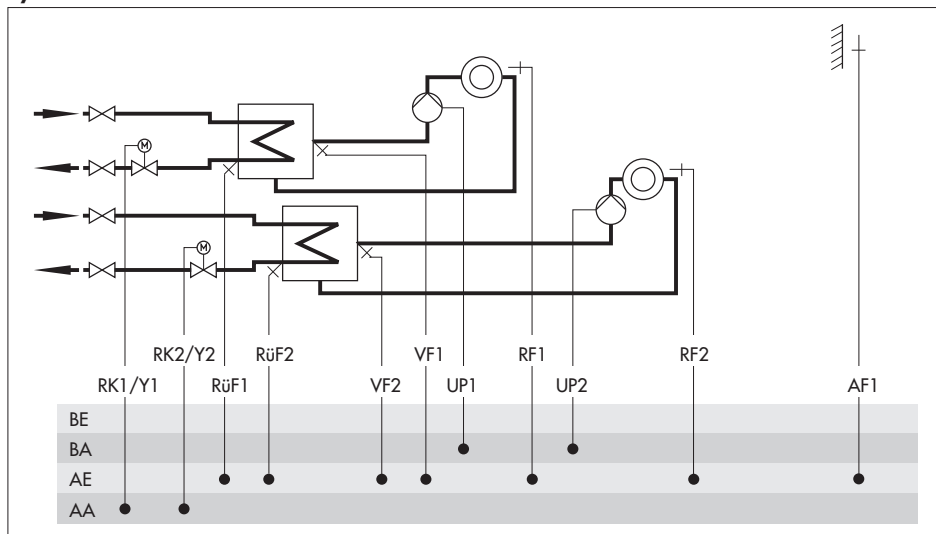 M
M
RK2/Y2 RüF2 VF1 RF1 RF2
RK1/Y1 RüF1 VF2 UP1 UP2 AF1
BE
BA
AE
AA